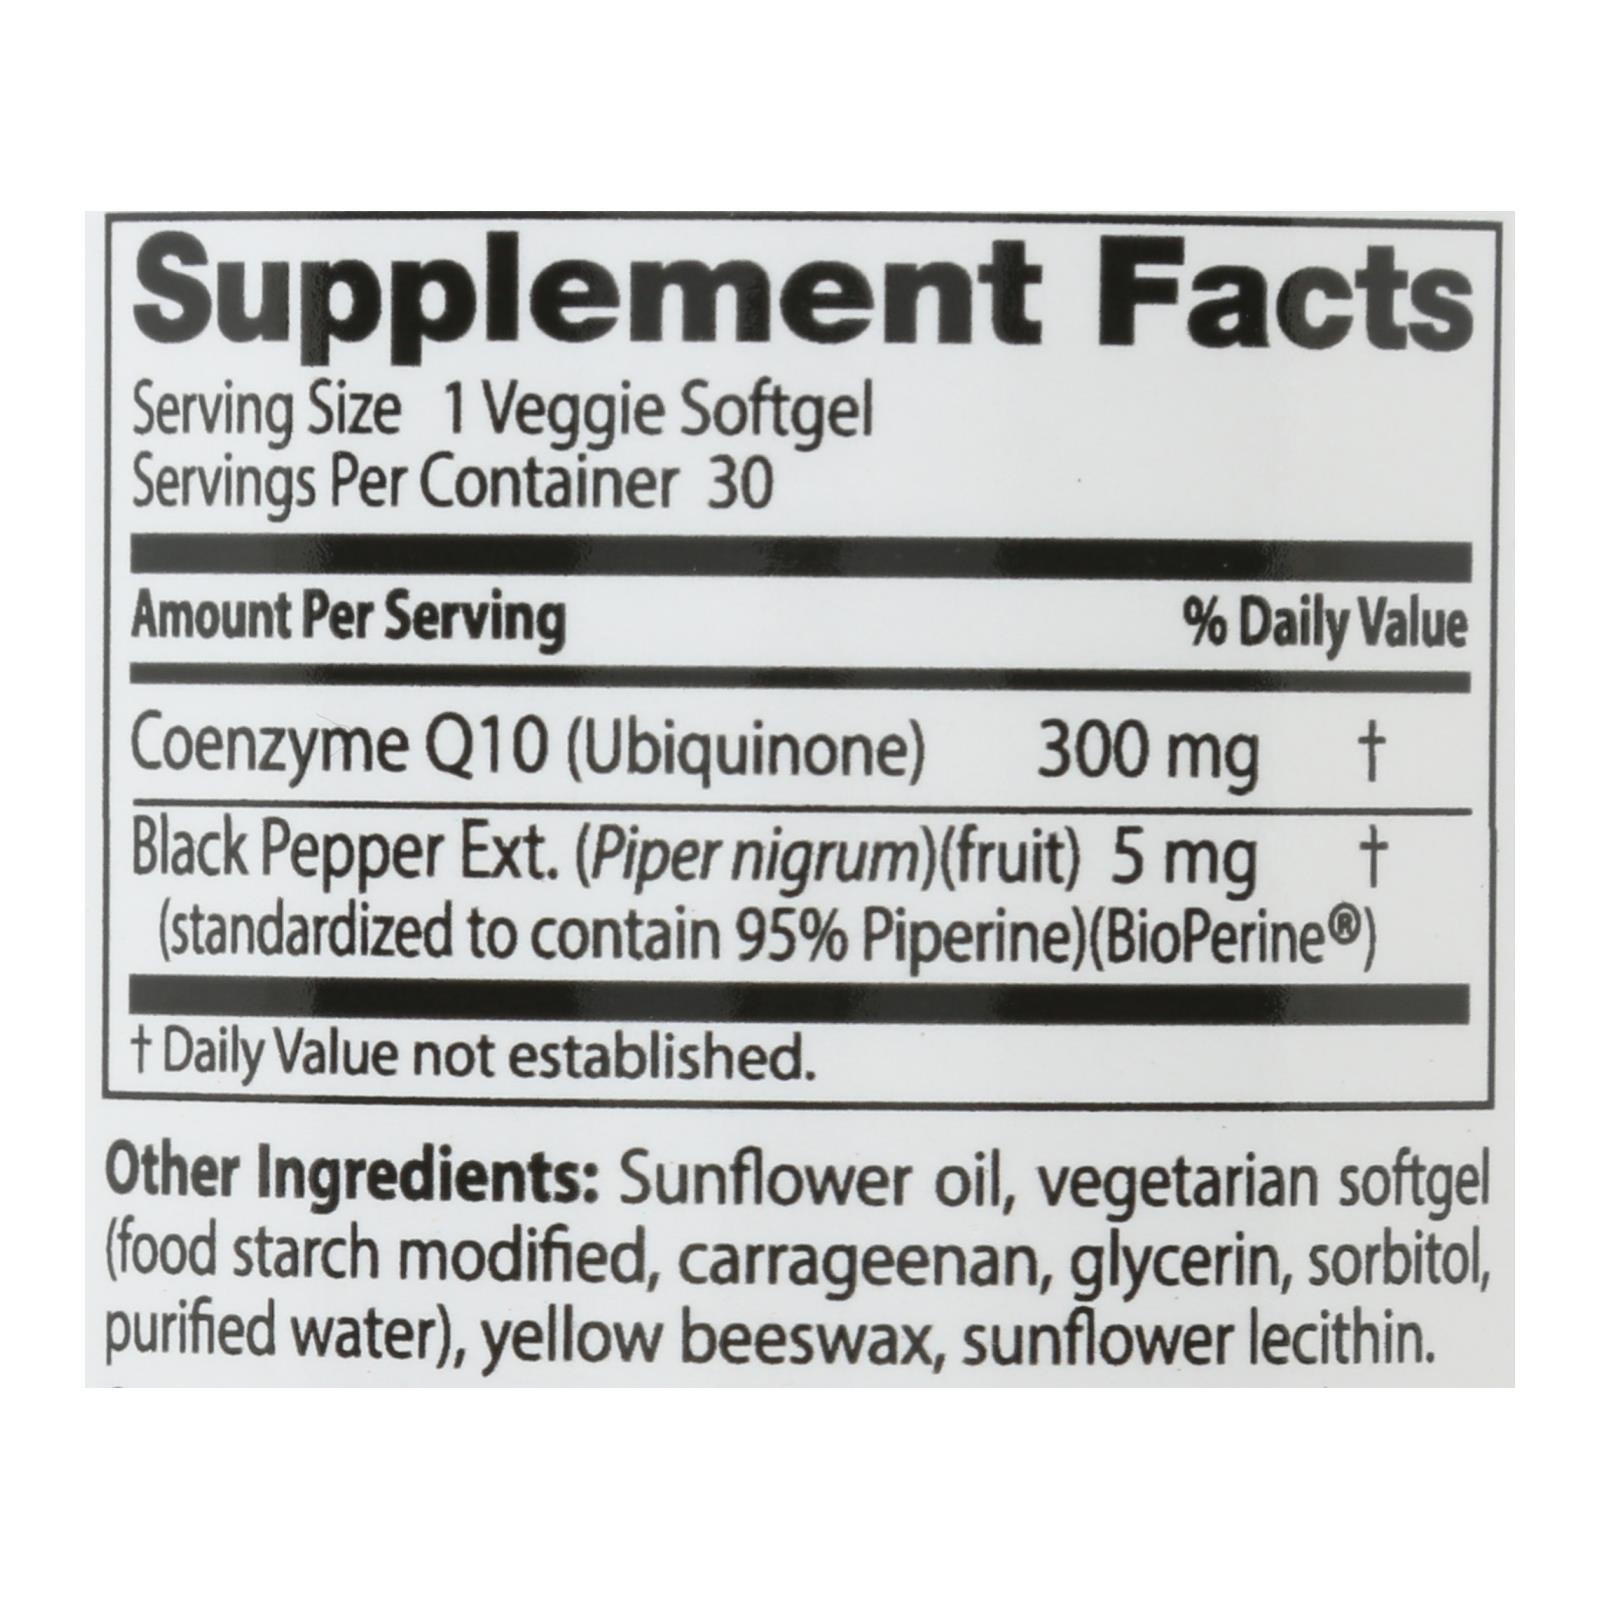 Supplement Facts
Serving Size 1 Veggie Softgel
Servings Per Container 30
Amount Per Serving % Daily Value
Coenzyme Q10 (Ubiquinone) 300 mg †
Black Pepper Ext. (Piper nigrum)(fruit) 5 mg †
(standardized to contain 95% Piperine)(BioPerine®)
† Daily Value not established.
Other Ingredients: Sunflower oil, vegetarian softgel
(food starch modified, carrageenan, glycerin, sorbitol,
purified water), yellow beeswax, sunflower lecithin.